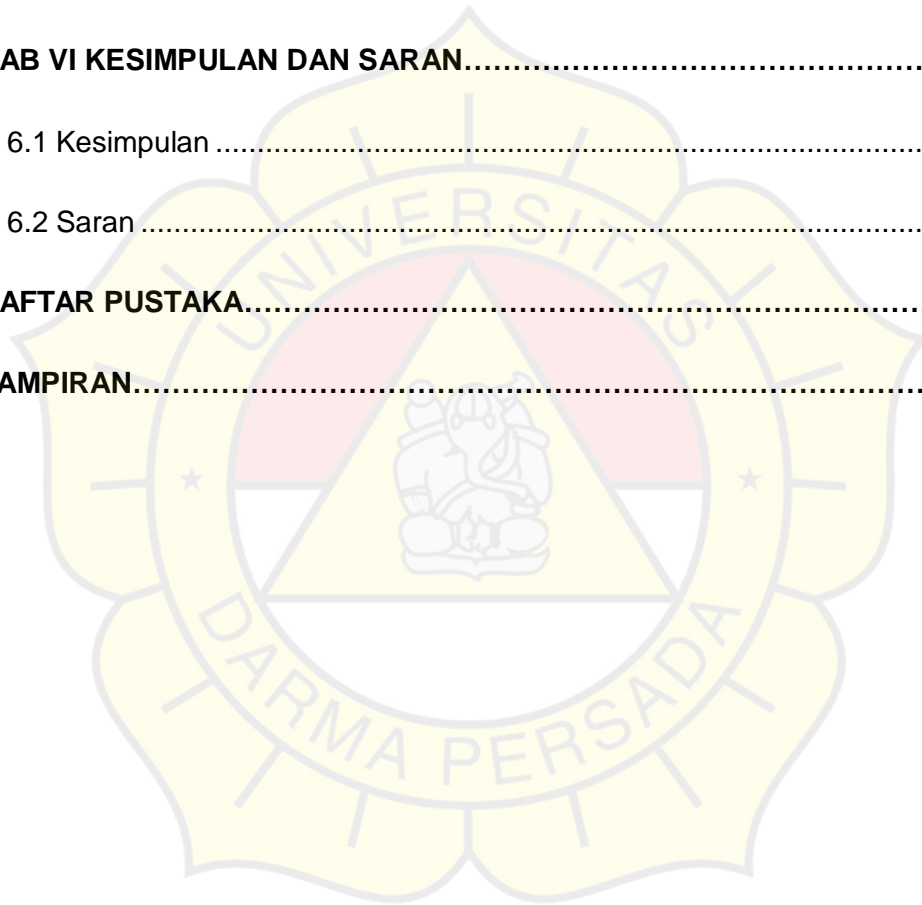 AB VI KESIMPULAN DAN SARAN……………………………………………
6.1 Kesimpulan ........................................................................................
6.2 Saran .................................................................................................
AFTAR PUSTAKA………………………………………………………………
AMPIRAN…………………………………………………………………………
UNIVERSITAS
DARMA PERSADA